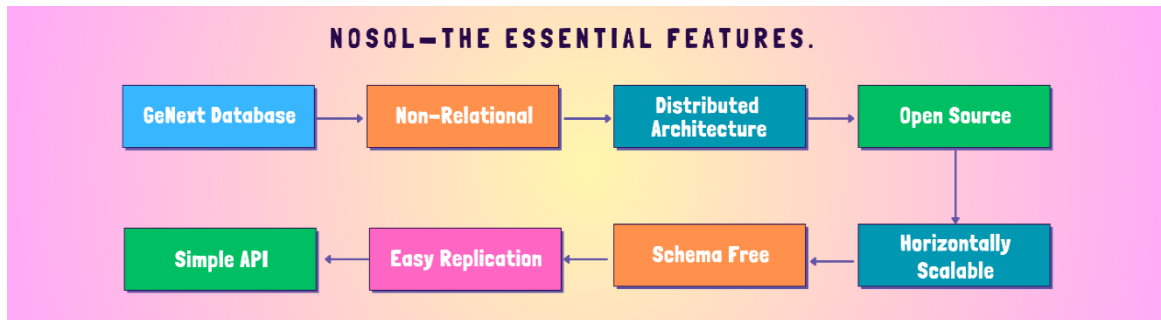 NOSQL—THE ESSENTIAL FEATURES.
GeNext Database
Non-Relational
Distributed
Architecture
Open Source
Horizontally
Scalable
Schema Free
Easy Replication
Simple API